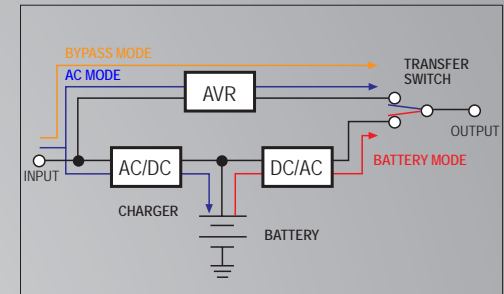 BYPASS MODE
AC MODE
TRANSFER
SWITCH
AVR
OUTPUT
INPUT
AC/DC
DC/AC
BATTERY MODE
CHARGER
BATTERY